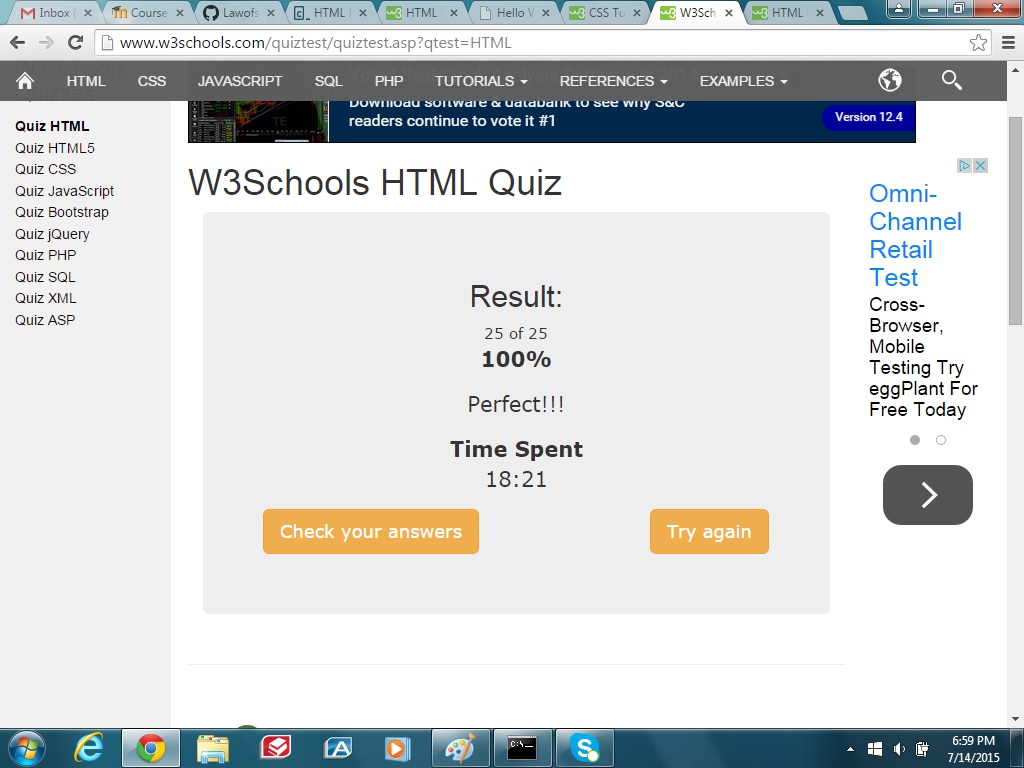 Inbox (
Course
Lawofs
HTML
HTML
Hello W
CSS Tu
W3Sch
HTML
www.w3schools.com/quiztest/quiztest.asp?qtest=HTML
HTML CSS JAVASCRIPT SQL PHP TUTORIALS REFERENCES EXAMPLES
Download software & databank to see why S&C
readers continue to vote it #1
Version 12.4
Quiz HTML
Quiz HTML5
Quiz CSS
Quiz JavaScript
Quiz Bootstrap
Quiz jQuery
Quiz PHP
Quiz SQL
Quiz XML
Quiz ASP
W3Schools HTML Quiz
Result:
25 of 25
100%
Perfect!!!
Time Spent
18:21
Check your answers
Try again
Omni-
Channel
Retail
Test
Cross-
Browser,
Mobile
Testing Try
eggPlant For
Free Today
6:59 PM
7/14/2015